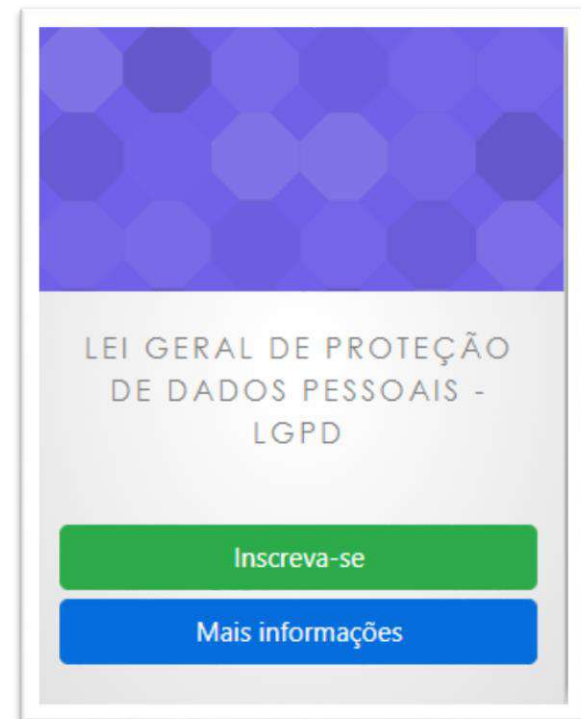 LEI GERAL DE PROTEÇÃO
DE DADOS PESSOAIS -
LGPD
Inscreva-se
Mais informações